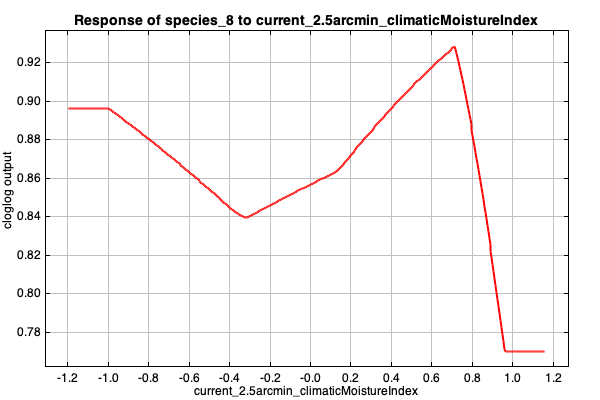 Response of species_8 to current_2.5arcmin_climaticMoistureIndex
cloglog output
0.92
0.90
0.88
0.86
0.84
0.82
0.80
0.78
-1.2 -1.0 -0.8 -0.6 -0.4 -0.2 -0.0 0.2 0.4 0.6 0.8 1.0 1.2
current_2.5arcmin_climaticMoistureIndex